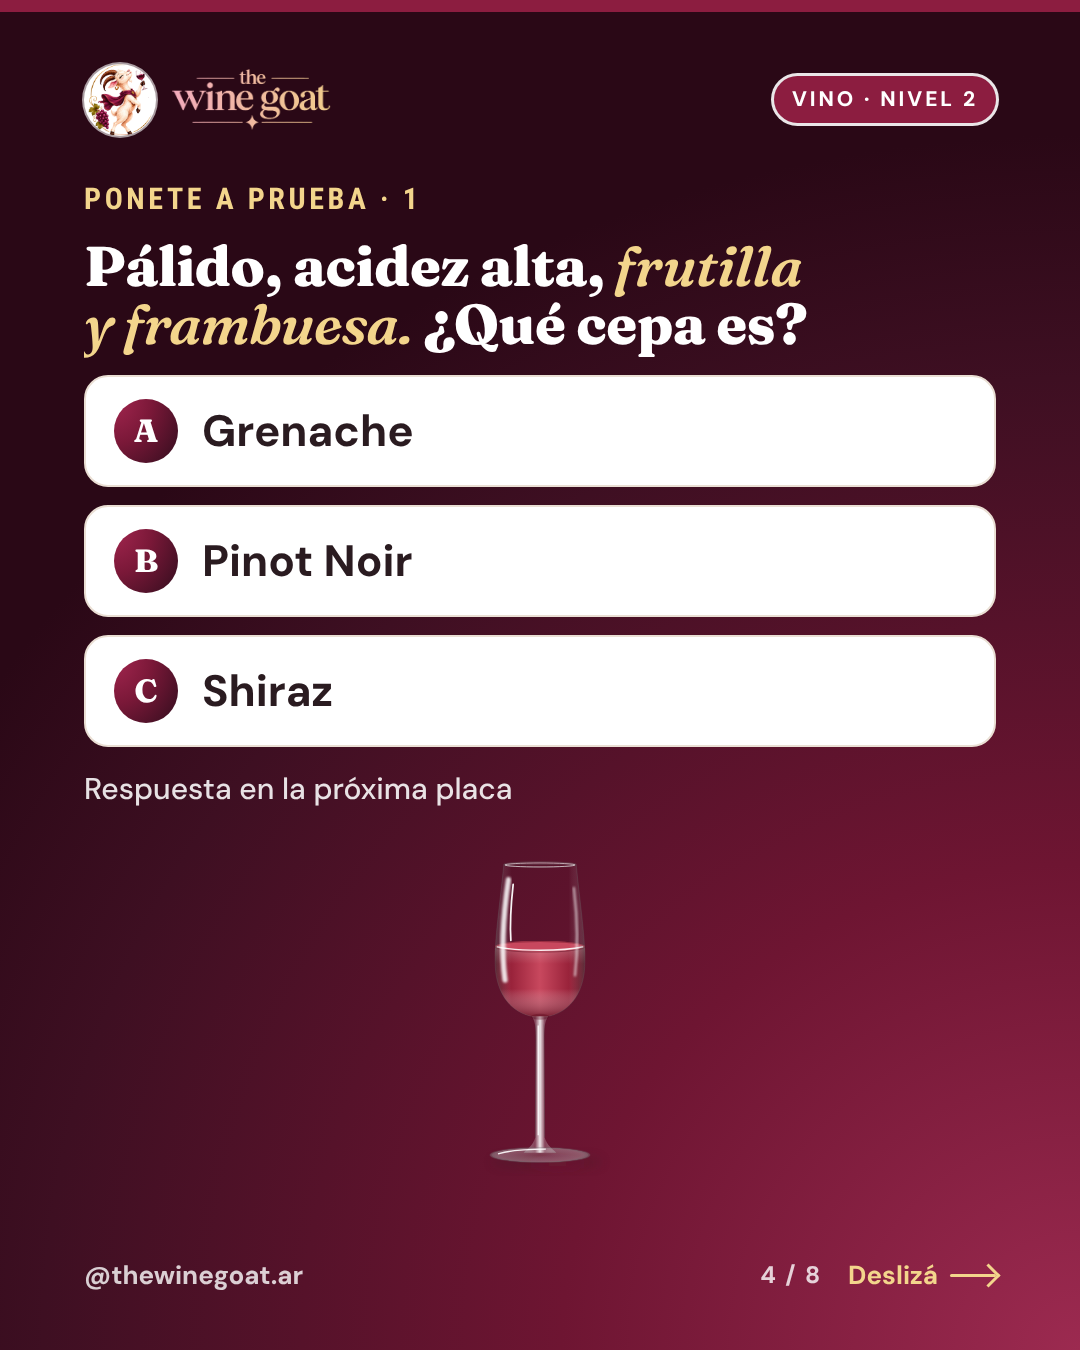 the
wine goat
VINO · NIVEL 2
PONETE A PRUEBA · 1
Pálido, acidez alta, frutilla
y frambuesa. ¿Qué cepa es?
A Grenache
B Pinot Noir
C Shiraz
Respuesta en la próxima placa
@thewinegoat.ar
4 / 8 Deslizá